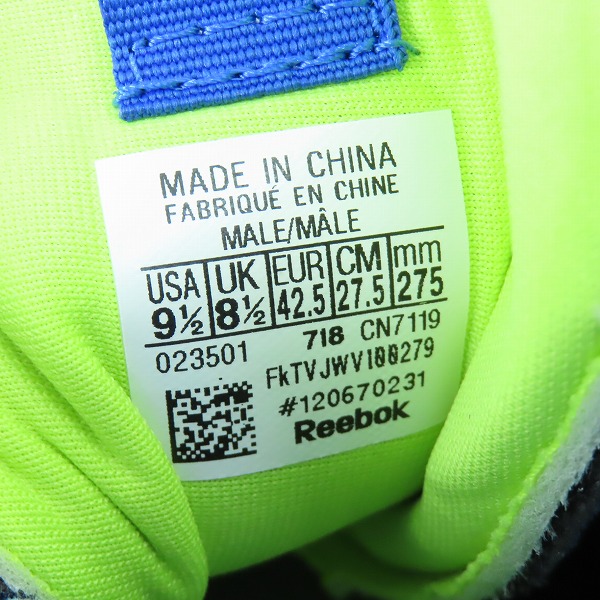 MADE IN CHINA
FABRIQUÉ EN CHINE
MALE/MÂLE
USA UK EUR CM mm
9½ 8½ 42.5 27.5 275
023501 718 CN7119
FkTVJWV100279
#120670231
Reebok